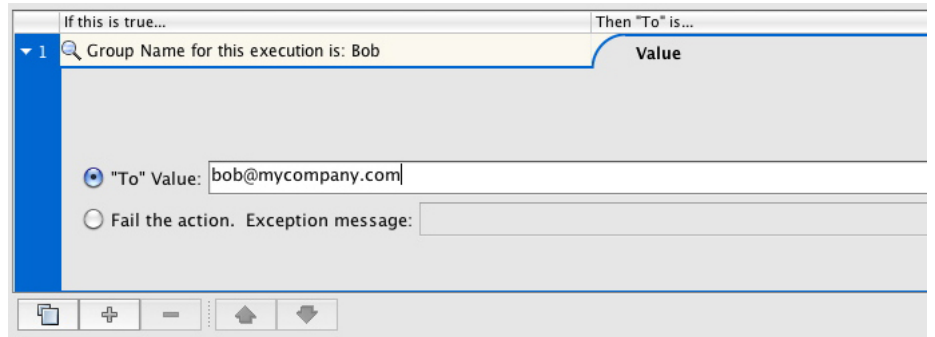 If this is true...
Then "To" is...
1
Group Name for this execution is: Bob
Value
"To" Value: bob@mycompany.com
Fail the action. Exception message: